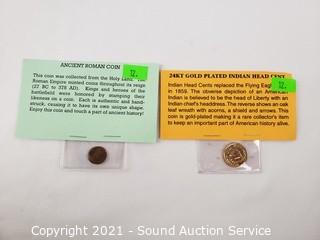 ANCIENT ROMAN COIN
12.
This coin was collected from the Holy Land. The
Roman Empire minted coins throughout its reign
(27 BC to 378 AD). Kings and heroes of the
battlefield were honored by stamping their
likeness on a coin. Each is authentic and hand-
struck, causing it to have its own unique shape.
Enjoy this coin and touch a part of ancient history!
24KT GOLD PLATED INDIAN HEAD CENT
12.
Indian Head Cents replaced the Flying Eagle
in 1859. The obverse depiction of an American
Indian is believed to be the head of Liberty with an
Indian chief's headdress. The reverse shows an oak
leaf wreath with acorns, a shield and arrows. This
coin is gold-plated making it a rare collector's item
to keep an important part of American history alive.
Copyright 2021 - Sound Auction Service